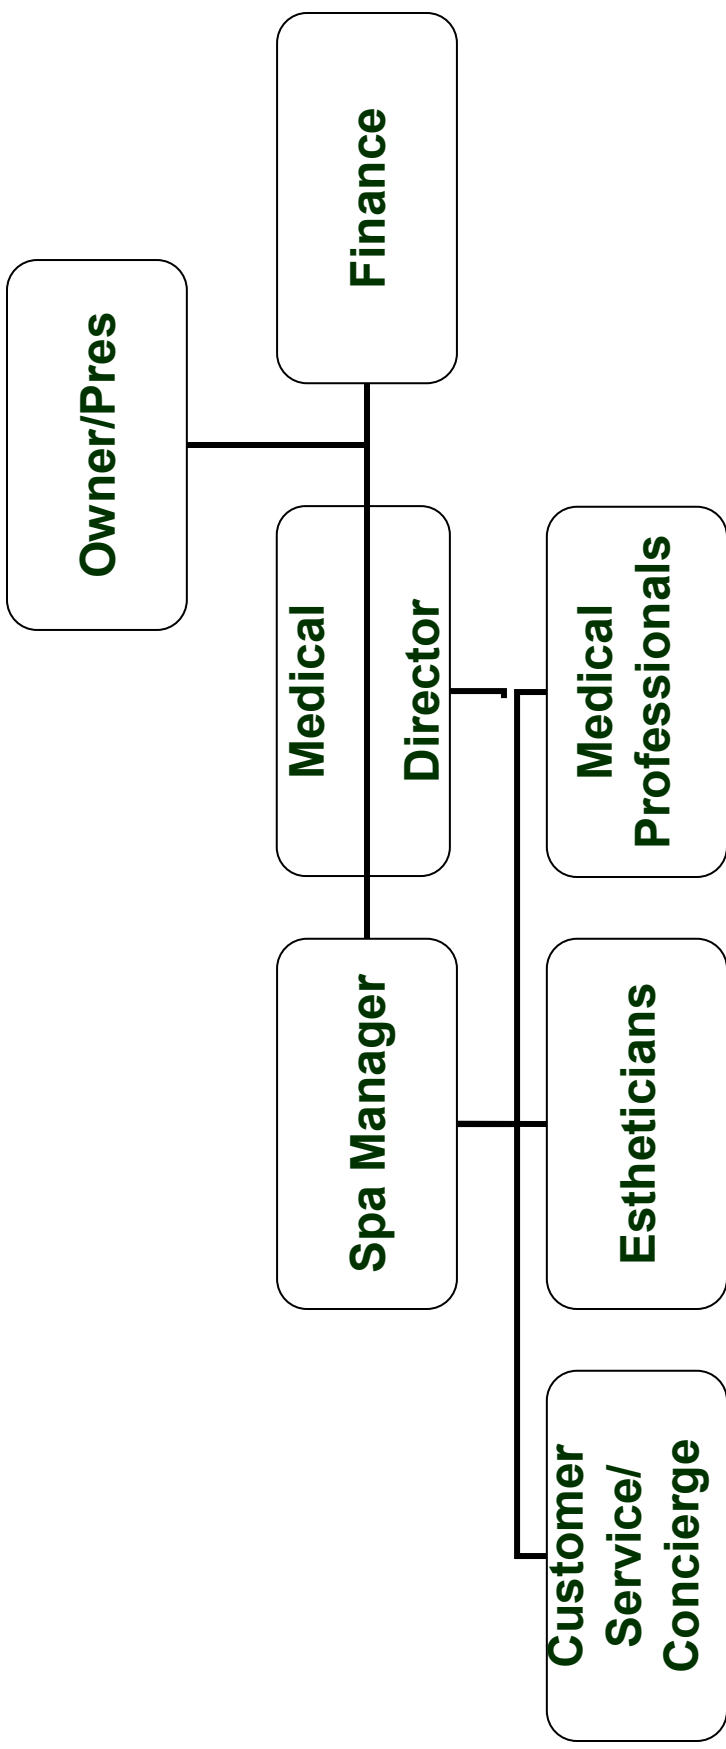 Owner/Pres
Spa Manager
Medical
Director
Finance
Customer
Service/
Concierge
Estheticians
Medical
Professionals